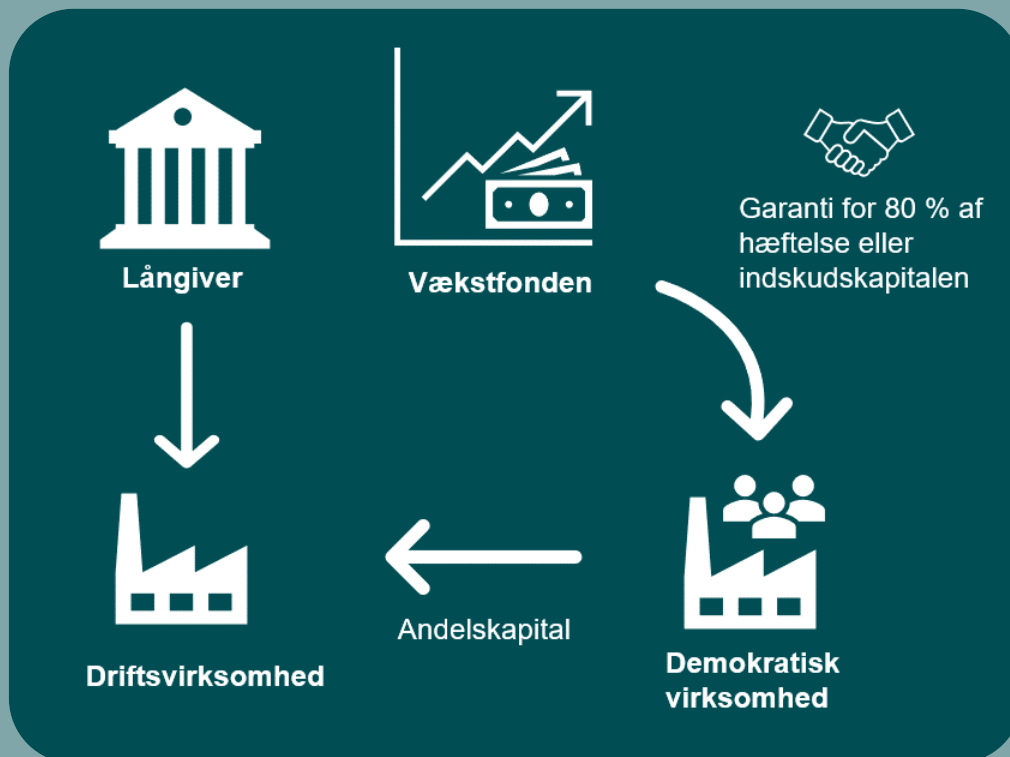 Långiver
Vækstfonden
Garanti for 80 % af
hæftelse eller
indskudskapitalen
Andelskapital
Driftsvirksomhed
Demokratisk
virksomhed